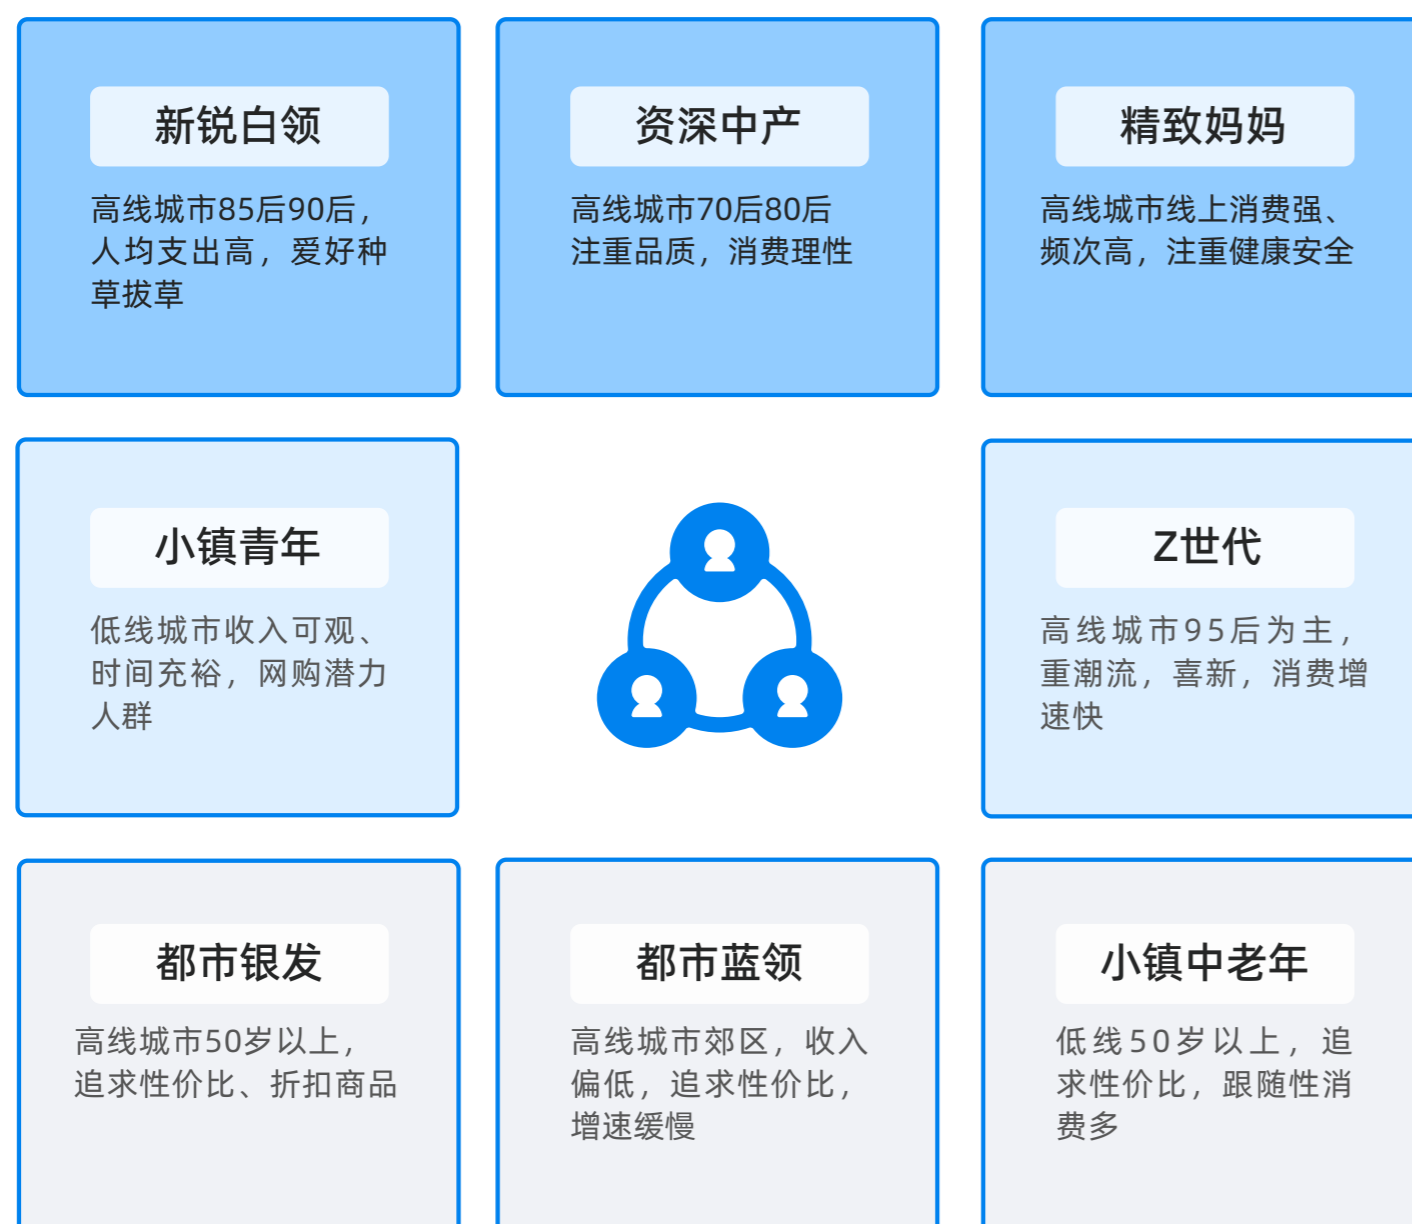 新锐白领
高线城市85后90后，
人均支出高，爱好种
草拔草
资深中产
高线城市70后80后
注重品质，消费理性
精致妈妈
高线城市线上消费强、
频次高，注重健康安全
小镇青年
低线城市收入可观、
时间充裕，网购潜力
人群
Z世代
高线城市95后为主，
重潮流，喜新，消费增
速快
都市银发
高线城市50岁以上，
追求性价比、折扣商品
都市蓝领
高线城市郊区，收入
偏低，追求性价比，
增速缓慢
小镇中老年
低线50岁以上，追
求性价比，跟随性消
费多